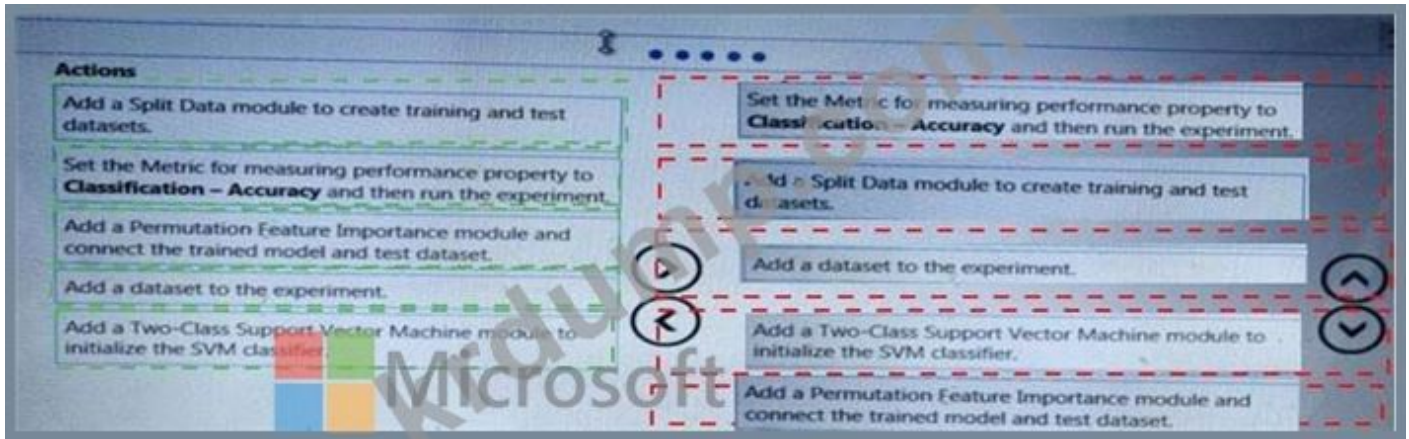 Actions
Add a Split Data module to create training and test
datasets.
Set the Metric for measuring performance property to
Classification – Accuracy and then run the experiment.
Add a Permutation Feature Importance module and
connect the trained model and test dataset.
Add a dataset to the experiment.
Add a Two-Class Support Vector Machine module to
initialize the SVM classifier.
Set the Metric for measuring performance property to
Classification – Accuracy and then run the experiment.
Add a Split Data module to create training and test
datasets.
Add a dataset to the experiment.
Add a Two-Class Support Vector Machine module to
initialize the SVM classifier.
Add a Permutation Feature Importance module and
connect the trained model and test dataset.
Microsoft